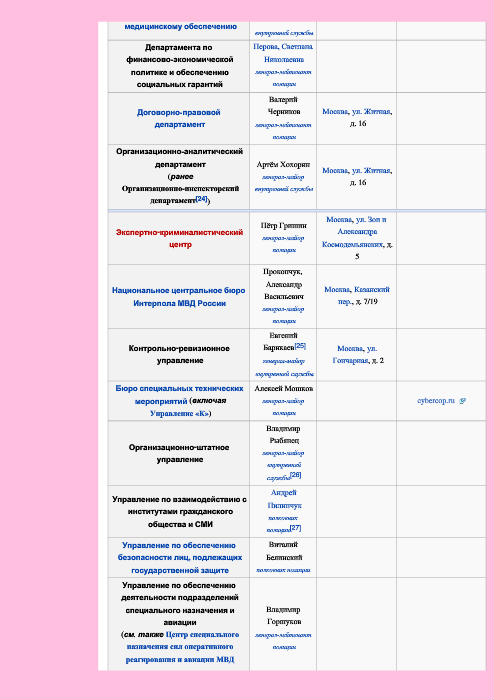 медицинскому обеспечению
внутренней службы
Департамента по
финансово-экономической
политике и обеспечению
социальных гарантий
Перова, Светлана
Николаевна
генерал-лейтенант
полиции
Договорно-правовой
департамент
Валерий
Черников
генерал-лейтенант
полиции
Москва, ул. Житная,
д. 16
Организационно-аналитический
департамент
(ранее
Организационно-инспекторский
департамент[24])
Артём Хохорин
генерал-майор
внутренней службы
Москва, ул. Житная,
д. 16
Экспертно-криминалистический
центр
Пётр Гришин
генерал-майор
полиции
Москва, ул. Зои и
Александра
Космодемьянских, д.
5
Национальное центральное бюро
Интерпола МВД России
Прокопчук,
Александр
Васильевич
генерал-майор
полиции
Москва, Казанский
пер., д. 7/19
Контрольно-ревизионное
управление
Евгений
Барикаев[25]
генерал-майор
внутренней службы
Москва, ул.
Гончарная, д. 2
Бюро специальных технических
мероприятий (включая
Управление «К»)
Алексей Мошков
генерал-майор
полиции
cybercop.ru
Организационно-штатное
управление
Владимир
Рыбянец
генерал-майор
внутренней
службы[26]
Управление по взаимодействию с
институтами гражданского
общества и СМИ
Андрей
Пилипчук
полковник
полиции[27]
Управление по обеспечению
безопасности лиц, подлежащих
государственной защите
Виталий
Белинский
полковник полиции
Управление по обеспечению
деятельности подразделений
специального назначения и
авиации
(см. также Центр специального
назначения сил оперативного
реагирования и авиации МВД
Владимир
Горшуков
генерал-лейтенант
полиции